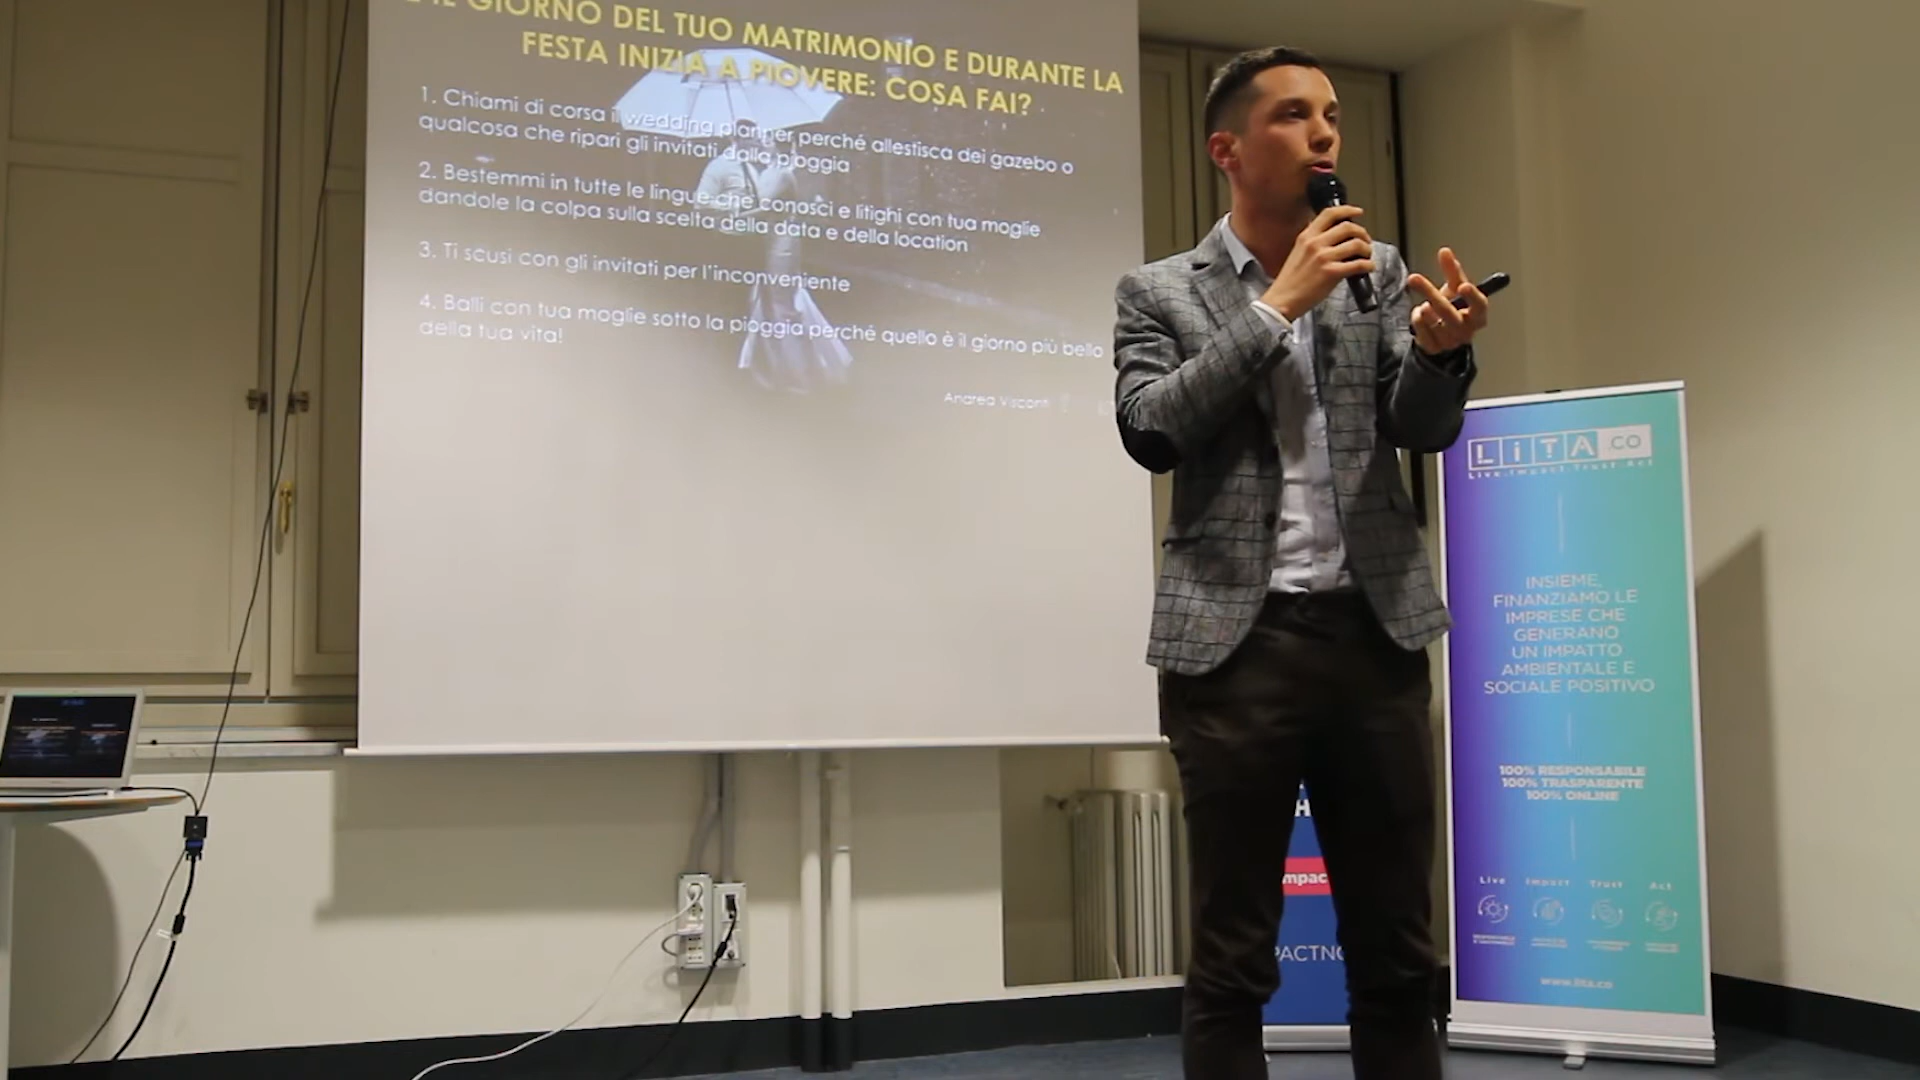 È IL GIORNO DEL TUO MATRIMONIO E DURANTE LA
FESTA INIZIA A PIOVERE: COSA FAI?
1. Chiami di corsa il wedding planner perché allestisca dei gazebo o
qualcosa che ripari gli invitati dalla pioggia
2. Bestemmi in tutte le lingue che conosci e litighi con tua moglie
dandole la colpa sulla scelta della data e della location
3. Ti scusi con gli invitati per l'inconveniente
4. Balli con tua moglie sotto la pioggia perché quello è il giorno più bello
della tua vita!
Andrea Visconti
LiTA.CO
Live. Impact. Trust. Act
INSIEME,
FINANZIAMO LE
IMPRESE CHE
GENERANO
UN IMPATTO
AMBIENTALE E
SOCIALE POSITIVO
100% RESPONSABILE
100% TRASPARENTE
100% ONLINE
Live Impact Trust Act
www.lita.co
H
mpac
PACTNO